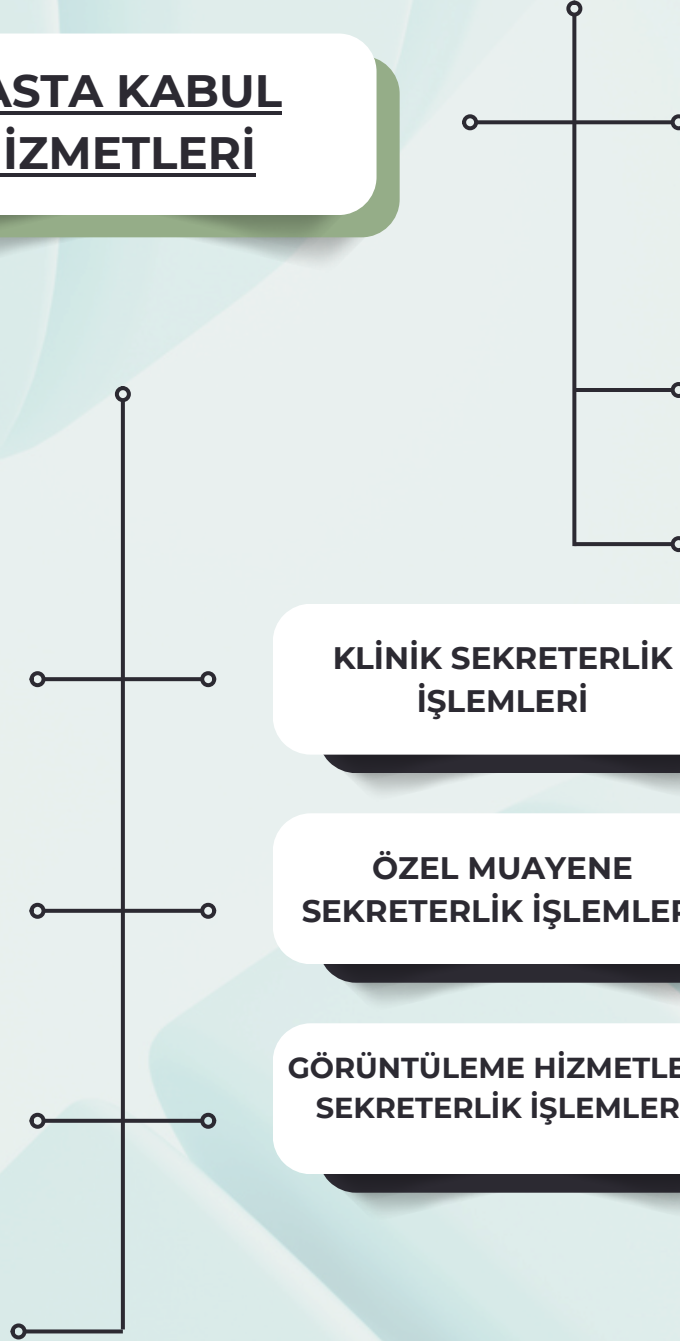 ASTA KABUL
İZMETLERİ
KLİNİK SEKRETERLİK
İŞLEMLERİ
ÖZEL MUAYENE
SEKRETERLİK İŞLEMLER
GÖRÜNTÜLEME HİZMETLE
SEKRETERLİK İŞLEMLER